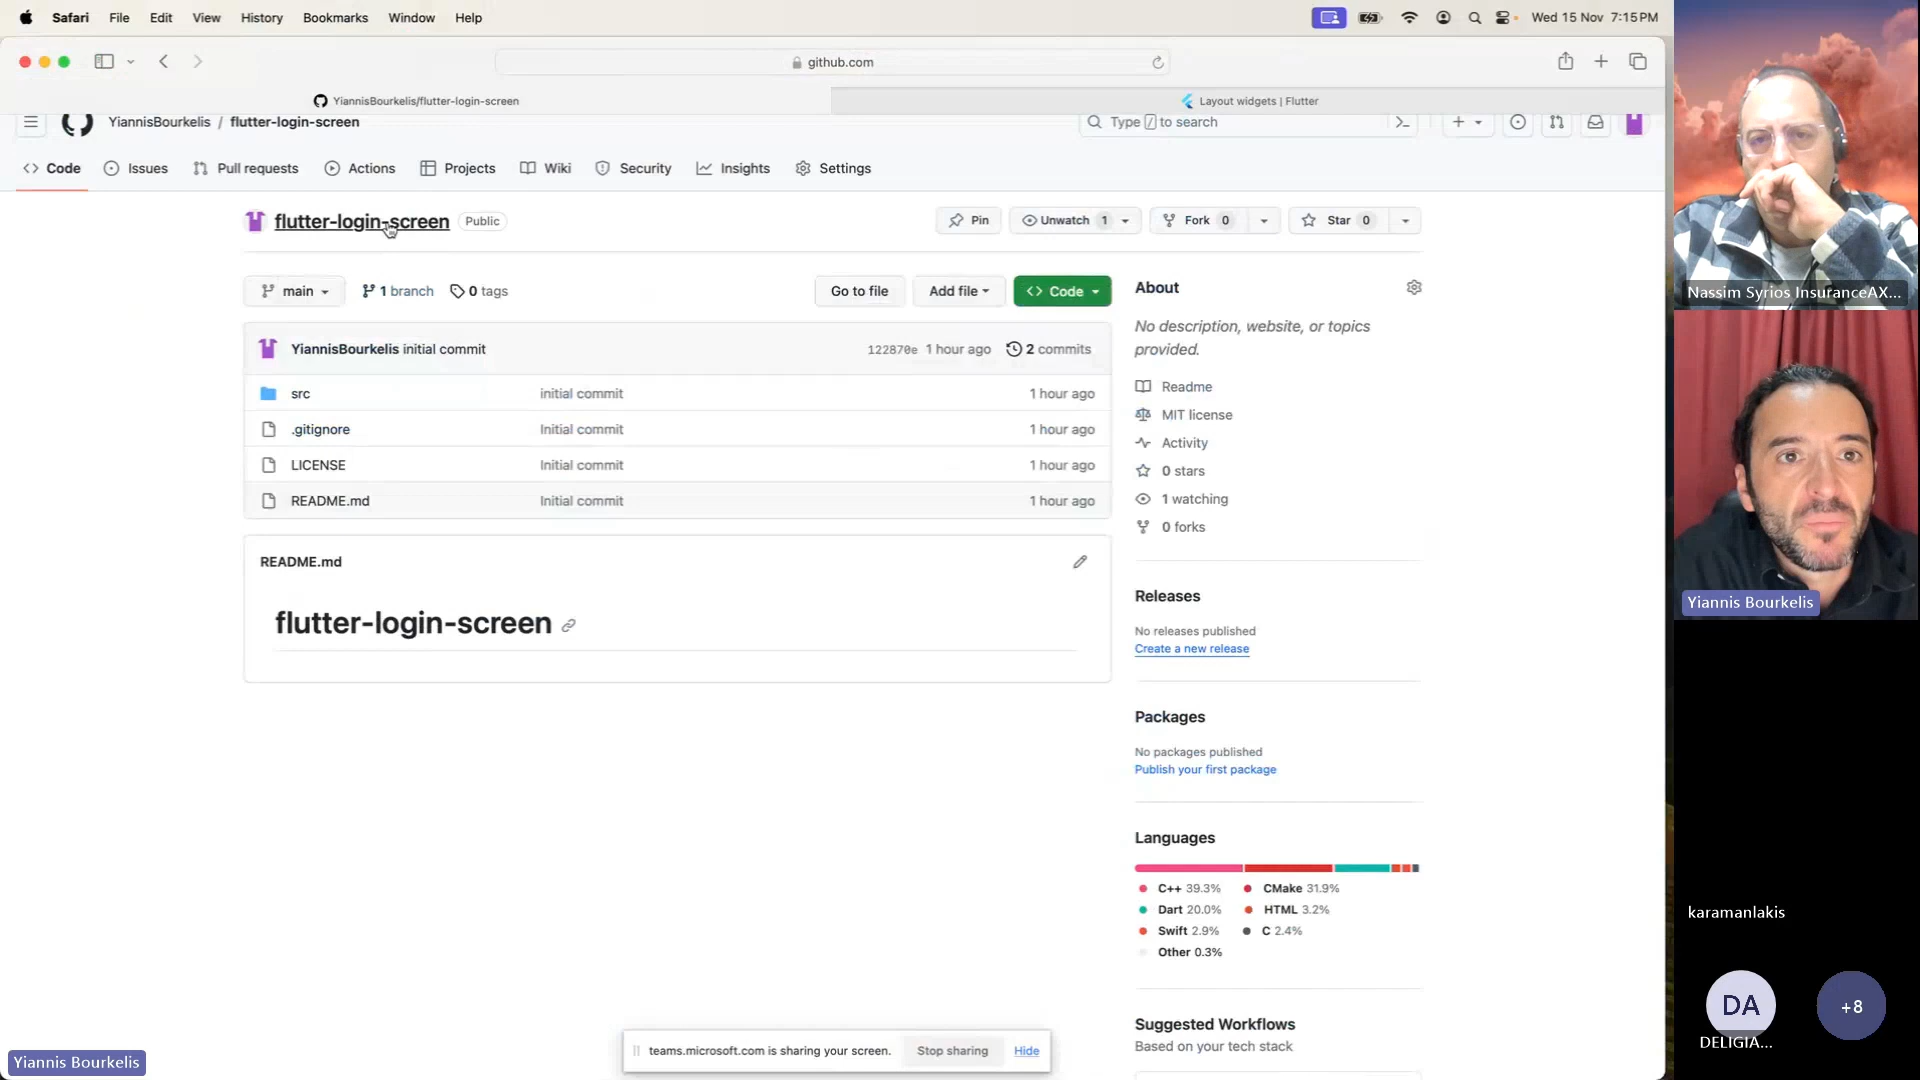 Safari File Edit View History Bookmarks Window Help Wed 15 Nov 7:15 PM
github.com
YiannisBourkelis/flutter-login-screen Layout widgets | Flutter
YiannisBourkelis / flutter-login-screen Type / to search
Code Issues Pull requests Actions Projects Wiki Security Insights Settings
flutter-login-screen Public Pin Unwatch 1 Fork 0 Star 0
main 1 branch 0 tags Go to file Add file Code
YiannisBourkelis initial commit 122870e 1 hour ago 2 commits
src initial commit 1 hour ago
.gitignore Initial commit 1 hour ago
LICENSE Initial commit 1 hour ago
README.md Initial commit 1 hour ago
README.md
flutter-login-screen
About
No description, website, or topics
provided.
Readme
MIT license
Activity
0 stars
1 watching
0 forks
Releases
No releases published
Create a new release
Packages
No packages published
Publish your first package
Languages
C++ 39.3% CMake 31.9%
Dart 20.0% HTML 3.2%
Swift 2.9% C 2.4%
Other 0.3%
Suggested Workflows
Based on your tech stack
teams.microsoft.com is sharing your screen. Stop sharing Hide
Yiannis Bourkelis
Nassim Syrios InsuranceAX...
Yiannis Bourkelis
karamanlakis
DA +8
DELIGIA...